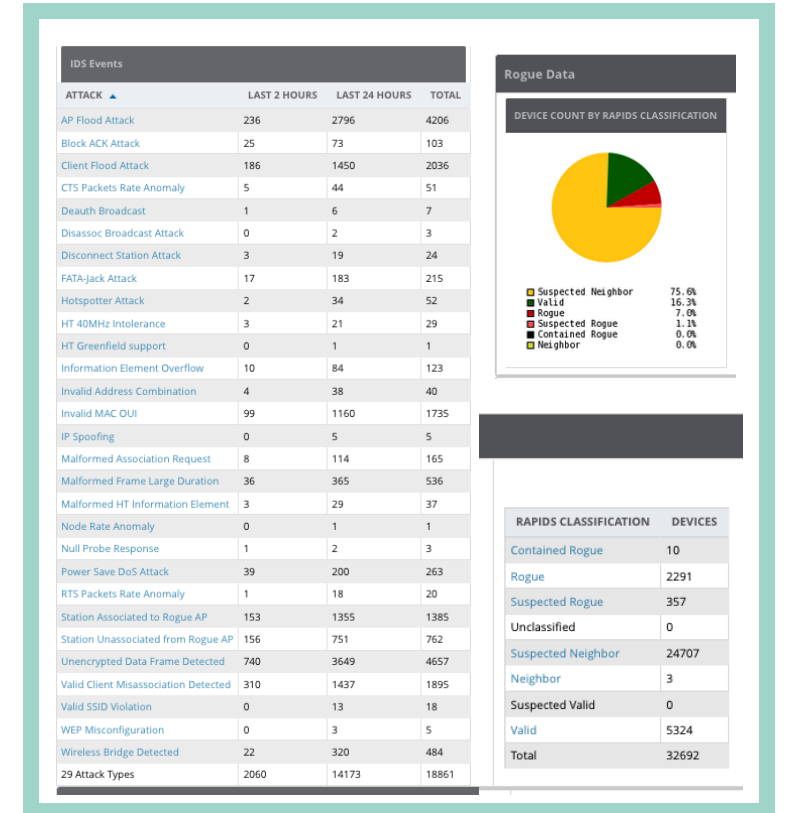 IDS Events
ATTACK ▲ LAST 2 HOURS LAST 24 HOURS TOTAL
AP Flood Attack 236 2796 4206
Block ACK Attack 25 73 103
Client Flood Attack 186 1450 2036
CTS Packets Rate Anomaly 5 44 51
Deauth Broadcast 1 6 7
Disassoc Broadcast Attack 0 2 3
Disconnect Station Attack 3 19 24
FATA-Jack Attack 17 183 215
Hotspotter Attack 2 34 52
HT 40MHz Intolerance 3 21 29
HT Greenfield support 0 1 1
Information Element Overflow 10 84 123
Invalid Address Combination 4 38 40
Invalid MAC OUI 99 1160 1735
IP Spoofing 0 5 5
Malformed Association Request 8 114 165
Malformed Frame Large Duration 36 365 536
Malformed HT Information Element 3 29 37
Node Rate Anomaly 0 1 1
Null Probe Response 1 2 3
Power Save DoS Attack 39 200 263
RTS Packets Rate Anomaly 1 18 20
Station Associated to Rogue AP 153 1355 1385
Station Unassociated from Rogue AP 156 751 762
Unencrypted Data Frame Detected 740 3649 4657
Valid Client Misassociation Detected 310 1437 1895
Valid SSID Violation 0 13 18
WEP Misconfiguration 0 3 5
Wireless Bridge Detected 22 320 484
29 Attack Types 2060 14173 18861
Rogue Data
DEVICE COUNT BY RAPIDS CLASSIFICATION
Suspected Neighbor 75.6%
Valid 16.3%
Rogue 7.0%
Suspected Rogue 1.1%
Contained Rogue 0.0%
Neighbor 0.0%
RAPIDS CLASSIFICATION DEVICES
Contained Rogue 10
Rogue 2291
Suspected Rogue 357
Unclassified 0
Suspected Neighbor 24707
Neighbor 3
Suspected Valid 0
Valid 5324
Total 32692